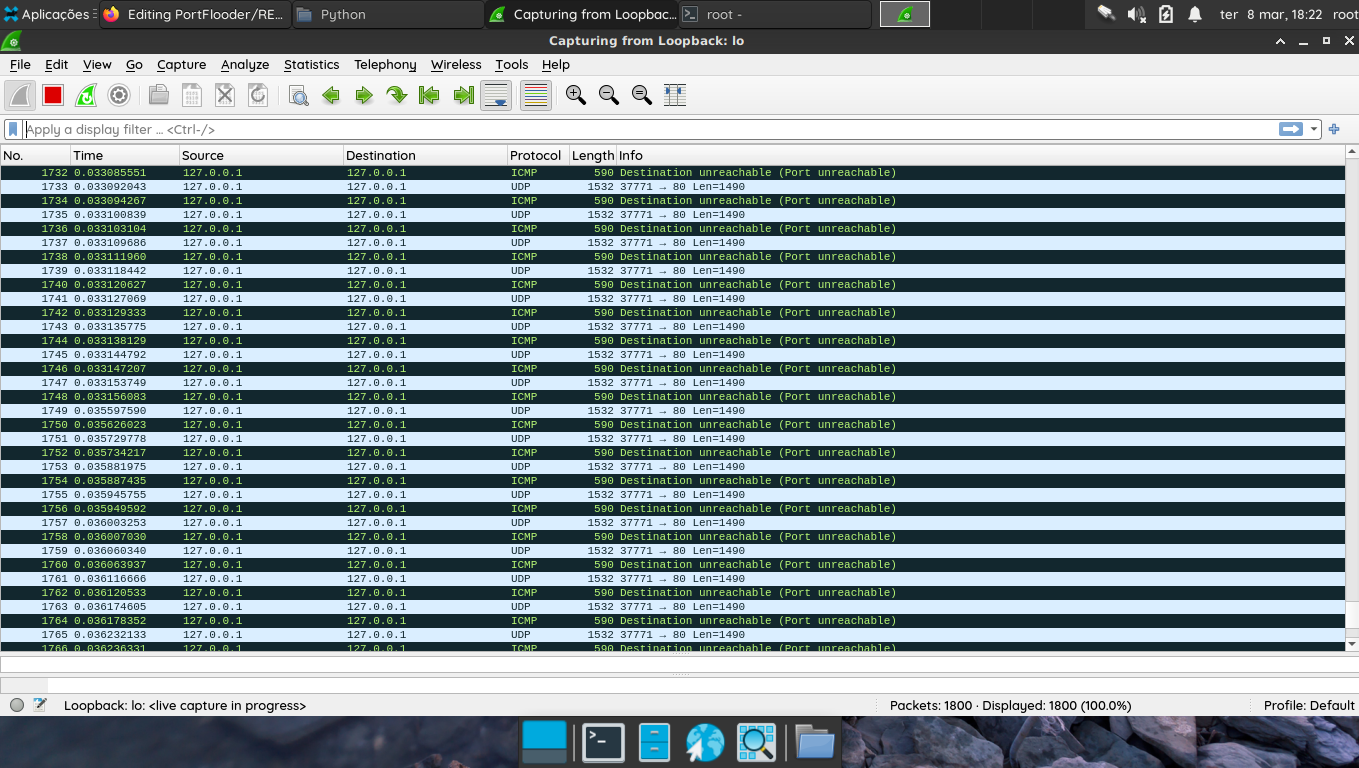 Aplicações Editing PortFlooder/RE... Python Capturing from Loopbac... root - ter 8 mar, 18:22 root
Capturing from Loopback: lo
File Edit View Go Capture Analyze Statistics Telephony Wireless Tools Help
Apply a display filter … <Ctrl-/>
No. Time Source Destination Protocol Length Info
1732 0.033085551 127.0.0.1 127.0.0.1 ICMP 590 Destination unreachable (Port unreachable)
1733 0.033092043 127.0.0.1 127.0.0.1 UDP 1532 37771 → 80 Len=1490
1734 0.033094267 127.0.0.1 127.0.0.1 ICMP 590 Destination unreachable (Port unreachable)
1735 0.033100839 127.0.0.1 127.0.0.1 UDP 1532 37771 → 80 Len=1490
1736 0.033103104 127.0.0.1 127.0.0.1 ICMP 590 Destination unreachable (Port unreachable)
1737 0.033109686 127.0.0.1 127.0.0.1 UDP 1532 37771 → 80 Len=1490
1738 0.033111960 127.0.0.1 127.0.0.1 ICMP 590 Destination unreachable (Port unreachable)
1739 0.033118442 127.0.0.1 127.0.0.1 UDP 1532 37771 → 80 Len=1490
1740 0.033120627 127.0.0.1 127.0.0.1 ICMP 590 Destination unreachable (Port unreachable)
1741 0.033127069 127.0.0.1 127.0.0.1 UDP 1532 37771 → 80 Len=1490
1742 0.033129333 127.0.0.1 127.0.0.1 ICMP 590 Destination unreachable (Port unreachable)
1743 0.033135775 127.0.0.1 127.0.0.1 UDP 1532 37771 → 80 Len=1490
1744 0.033138129 127.0.0.1 127.0.0.1 ICMP 590 Destination unreachable (Port unreachable)
1745 0.033144792 127.0.0.1 127.0.0.1 UDP 1532 37771 → 80 Len=1490
1746 0.033147207 127.0.0.1 127.0.0.1 ICMP 590 Destination unreachable (Port unreachable)
1747 0.033153749 127.0.0.1 127.0.0.1 UDP 1532 37771 → 80 Len=1490
1748 0.033156083 127.0.0.1 127.0.0.1 ICMP 590 Destination unreachable (Port unreachable)
1749 0.035597590 127.0.0.1 127.0.0.1 UDP 1532 37771 → 80 Len=1490
1750 0.035626023 127.0.0.1 127.0.0.1 ICMP 590 Destination unreachable (Port unreachable)
1751 0.035729778 127.0.0.1 127.0.0.1 UDP 1532 37771 → 80 Len=1490
1752 0.035734217 127.0.0.1 127.0.0.1 ICMP 590 Destination unreachable (Port unreachable)
1753 0.035881975 127.0.0.1 127.0.0.1 UDP 1532 37771 → 80 Len=1490
1754 0.035887435 127.0.0.1 127.0.0.1 ICMP 590 Destination unreachable (Port unreachable)
1755 0.035945755 127.0.0.1 127.0.0.1 UDP 1532 37771 → 80 Len=1490
1756 0.035949592 127.0.0.1 127.0.0.1 ICMP 590 Destination unreachable (Port unreachable)
1757 0.036003253 127.0.0.1 127.0.0.1 UDP 1532 37771 → 80 Len=1490
1758 0.036007030 127.0.0.1 127.0.0.1 ICMP 590 Destination unreachable (Port unreachable)
1759 0.036060340 127.0.0.1 127.0.0.1 UDP 1532 37771 → 80 Len=1490
1760 0.036063937 127.0.0.1 127.0.0.1 ICMP 590 Destination unreachable (Port unreachable)
1761 0.036116666 127.0.0.1 127.0.0.1 UDP 1532 37771 → 80 Len=1490
1762 0.036120533 127.0.0.1 127.0.0.1 ICMP 590 Destination unreachable (Port unreachable)
1763 0.036174605 127.0.0.1 127.0.0.1 UDP 1532 37771 → 80 Len=1490
1764 0.036178352 127.0.0.1 127.0.0.1 ICMP 590 Destination unreachable (Port unreachable)
1765 0.036232133 127.0.0.1 127.0.0.1 UDP 1532 37771 → 80 Len=1490
1766 0.036236331 127.0.0.1 127.0.0.1 ICMP 590 Destination unreachable (Port unreachable)
Loopback: lo: <live capture in progress> Packets: 1800 · Displayed: 1800 (100.0%) Profile: Default